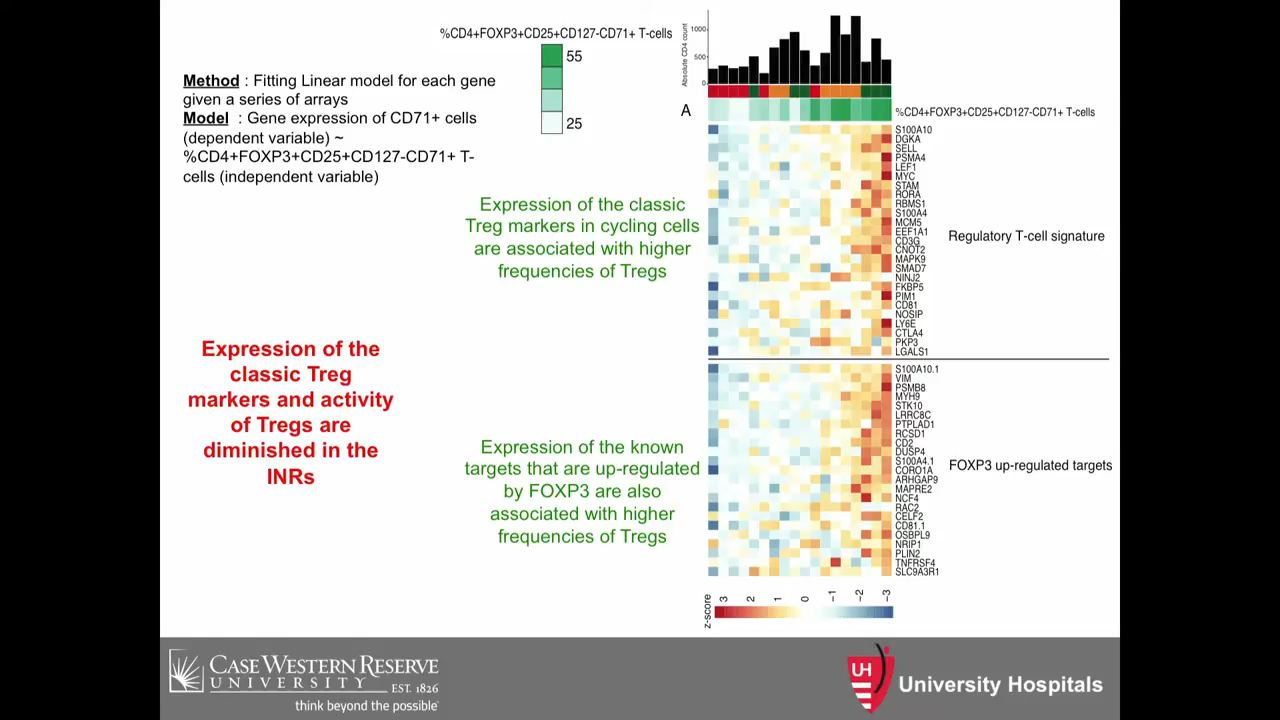 %CD4+FOXP3+CD25+CD127-CD71+ T-cells
55
25
Method : Fitting Linear model for each gene
given a series of arrays
Model : Gene expression of CD71+ cells
(dependent variable) ~
%CD4+FOXP3+CD25+CD127-CD71+ T-
cells (independent variable)
Expression of the classic
Treg markers in cycling cells
are associated with higher
frequencies of Tregs
Expression of the
classic Treg
markers and activity
of Tregs are
diminished in the
INRs
Expression of the known
targets that are up-regulated
by FOXP3 are also
associated with higher
frequencies of Tregs
Absolute CD4 count
1000
500
0
A
%CD4+FOXP3+CD25+CD127-CD71+ T-cells
S100A10
DGKA
SELL
PSMA4
LEF1
MYC
STAM
RORA
RBMS1
S100A4
MCM5
EEF1A1
CD3G
CNOT2
MAPK9
SMAD7
NINJ2
FKBP5
PIM1
CD81
NOSIP
LY6E
CTLA4
PKP3
LGALS1
Regulatory T-cell signature
S100A10.1
VIM
PSMB8
MYH9
STK10
LRRC8C
PTPLAD1
RCSD1
CD2
DUSP4
S100A4.1
CORO1A
ARHGAP9
MAPRE2
NCF4
RAC2
CELF2
CD81.1
OSBPL9
NRIP1
PLIN2
TNFRSF4
SLC9A3R1
FOXP3 up-regulated targets
z-score
3 2 1 0 −1 −2 −3
CASE WESTERN RESERVE
UNIVERSITY EST. 1826
think beyond the possible®
UH
University Hospitals